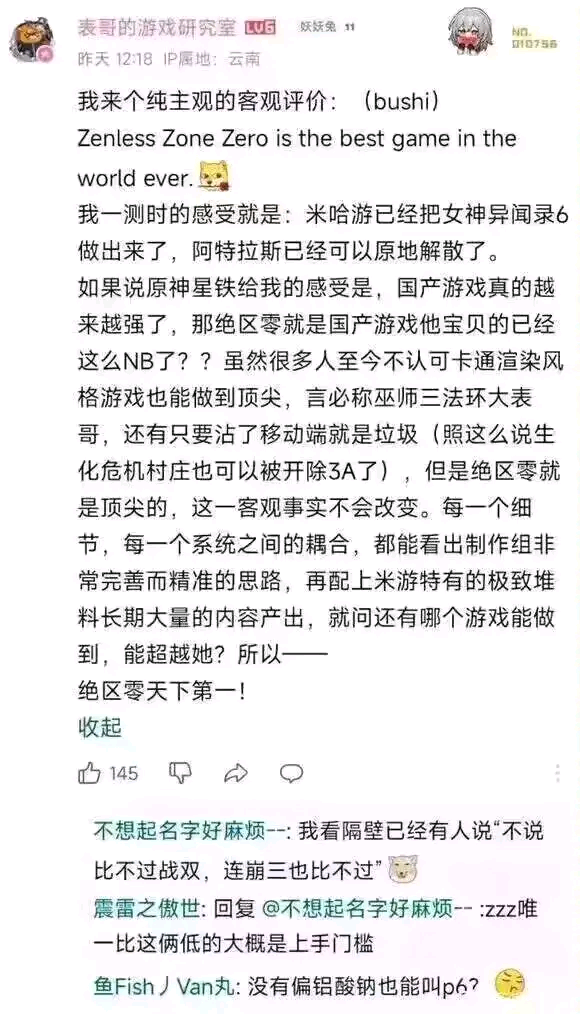 表哥的游戏研究室 LV6 妖妖兔 11
NO.
010756
昨天 12:18 IP属地：云南
我来个纯主观的客观评价：（bushi）
Zenless Zone Zero is the best game in the
world ever.
我一测时的感受就是：米哈游已经把女神异闻录6
做出来了，阿特拉斯已经可以原地解散了。
如果说原神星铁给我的感受是，国产游戏真的越
来越强了，那绝区零就是国产游戏他宝贝的已经
这么NB了？？虽然很多人至今不认可卡通渲染风
格游戏也能做到顶尖，言必称巫师三法环大表
哥，还有只要沾了移动端就是垃圾（照这么说生
化危机村庄也可以被开除3A了），但是绝区零就
是顶尖的，这一客观事实不会改变。每一个细
节，每一个系统之间的耦合，都能看出制作组非
常完善而精准的思路，再配上米游特有的极致堆
料长期大量的内容产出，就问还有哪个游戏能做
到，能超越她？所以——
绝区零天下第一！
收起
145
不想起名字好麻烦--: 我看隔壁已经有人说“不说
比不过战双，连崩三也比不过”
震雷之傲世: 回复 @不想起名字好麻烦-- :zzz唯
一比这俩低的大概是上手门槛
鱼Fish丿Van丸: 没有偏铝酸钠也能叫p6？